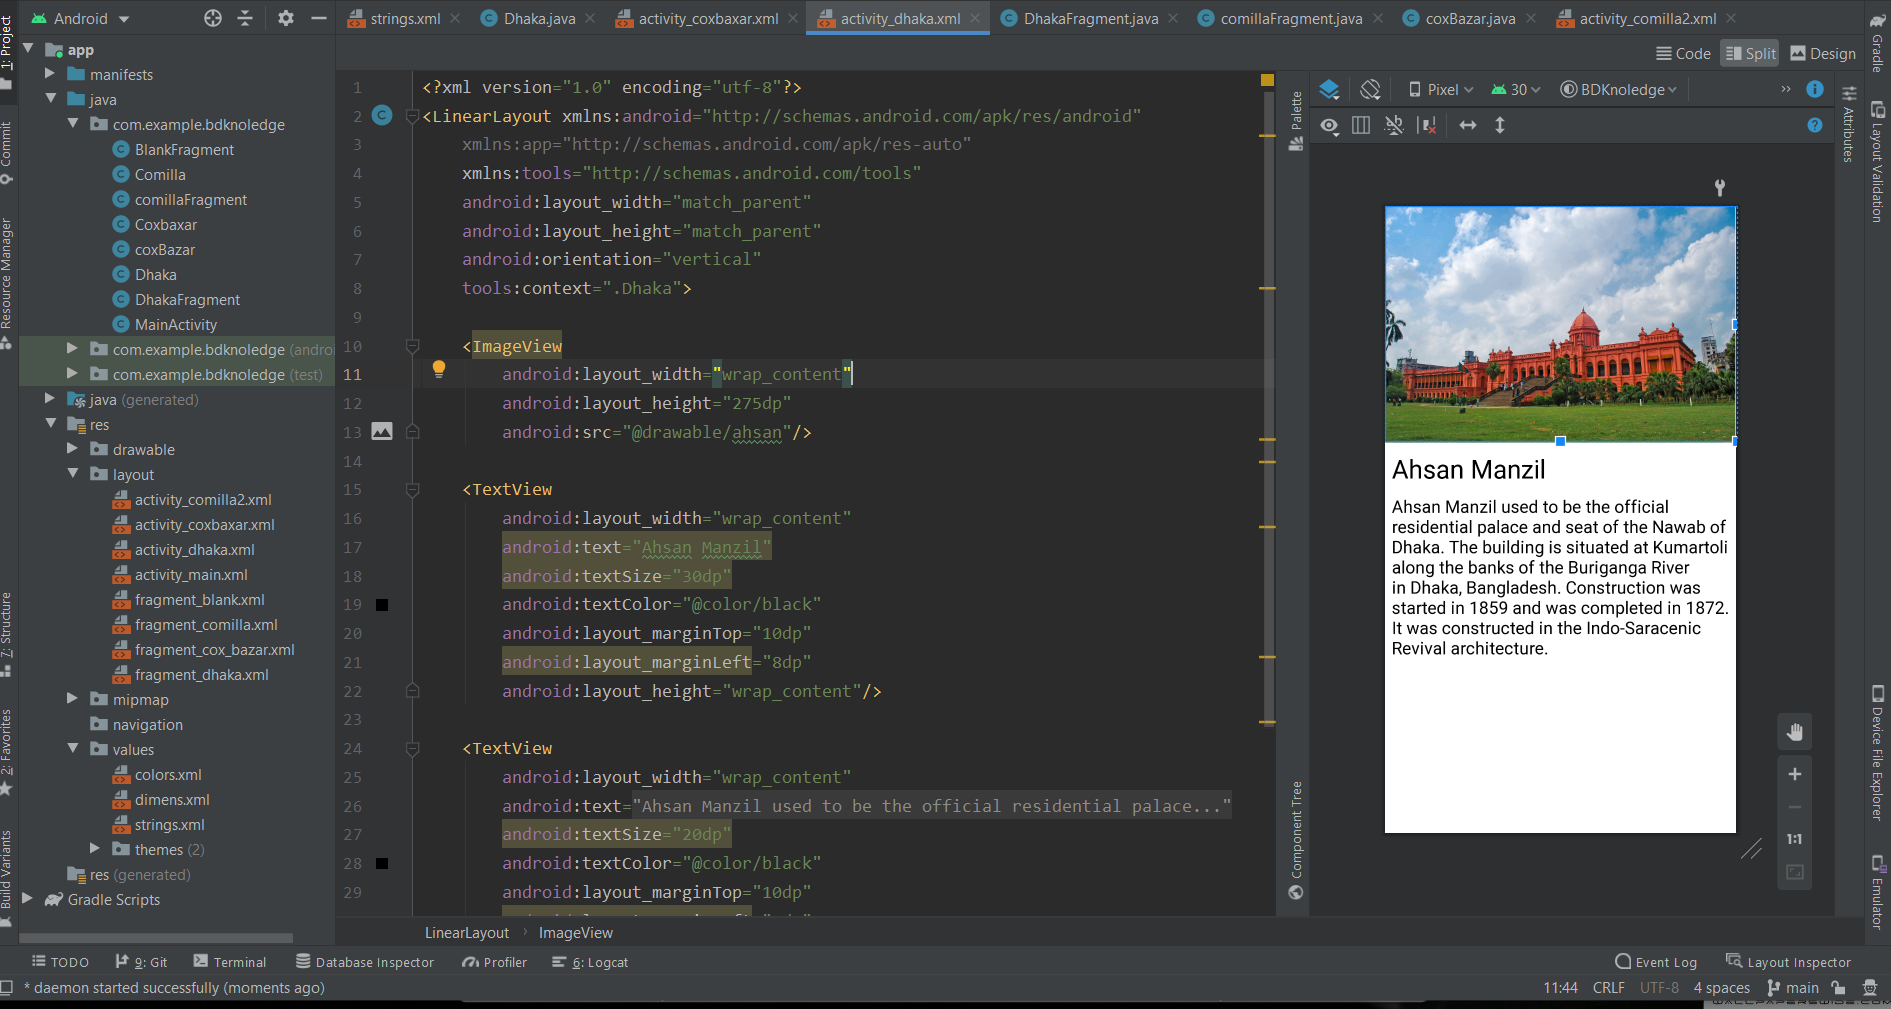 Android
strings.xml
Dhaka.java
activity_coxbaxar.xml
activity_dhaka.xml
DhakaFragment.java
comillaFragment.java
coxBazar.java
activity_comilla2.xml
1: Project
Commit
Resource Manager
7: Structure
2: Favorites
Build Variants
app
manifests
java
com.example.bdknoledge
BlankFragment
Comilla
comillaFragment
Coxbaxar
coxBazar
Dhaka
DhakaFragment
MainActivity
com.example.bdknoledge (andro
com.example.bdknoledge (test)
java (generated)
res
drawable
layout
activity_comilla2.xml
activity_coxbaxar.xml
activity_dhaka.xml
activity_main.xml
fragment_blank.xml
fragment_comilla.xml
fragment_cox_bazar.xml
fragment_dhaka.xml
mipmap
navigation
values
colors.xml
dimens.xml
strings.xml
themes (2)
res (generated)
Gradle Scripts
Code
Split
Design
1 <?xml version="1.0" encoding="utf-8"?>
2 <LinearLayout xmlns:android="http://schemas.android.com/apk/res/android"
3 xmlns:app="http://schemas.android.com/apk/res-auto"
4 xmlns:tools="http://schemas.android.com/tools"
5 android:layout_width="match_parent"
6 android:layout_height="match_parent"
7 android:orientation="vertical"
8 tools:context=".Dhaka">
9
10 <ImageView
11 android:layout_width="wrap_content"
12 android:layout_height="275dp"
13 android:src="@drawable/ahsan"/>
14
15 <TextView
16 android:layout_width="wrap_content"
17 android:text="Ahsan Manzil"
18 android:textSize="30dp"
19 android:textColor="@color/black"
20 android:layout_marginTop="10dp"
21 android:layout_marginLeft="8dp"
22 android:layout_height="wrap_content"/>
23
24 <TextView
25 android:layout_width="wrap_content"
26 android:text="Ahsan Manzil used to be the official residential palace..."
27 android:textSize="20dp"
28 android:textColor="@color/black"
29 android:layout_marginTop="10dp"
LinearLayout › ImageView
Palette
Component Tree
Pixel
30
BDKnoledge
Ahsan Manzil
Ahsan Manzil used to be the official
residential palace and seat of the Nawab of
Dhaka. The building is situated at Kumartoli
along the banks of the Buriganga River
in Dhaka, Bangladesh. Construction was
started in 1859 and was completed in 1872.
It was constructed in the Indo-Saracenic
Revival architecture.
1:1
Attributes
Gradle
Layout Validation
Device File Explorer
Emulator
TODO
9: Git
Terminal
Database Inspector
Profiler
6: Logcat
Event Log
Layout Inspector
* daemon started successfully (moments ago)
11:44
CRLF
UTF-8
4 spaces
main